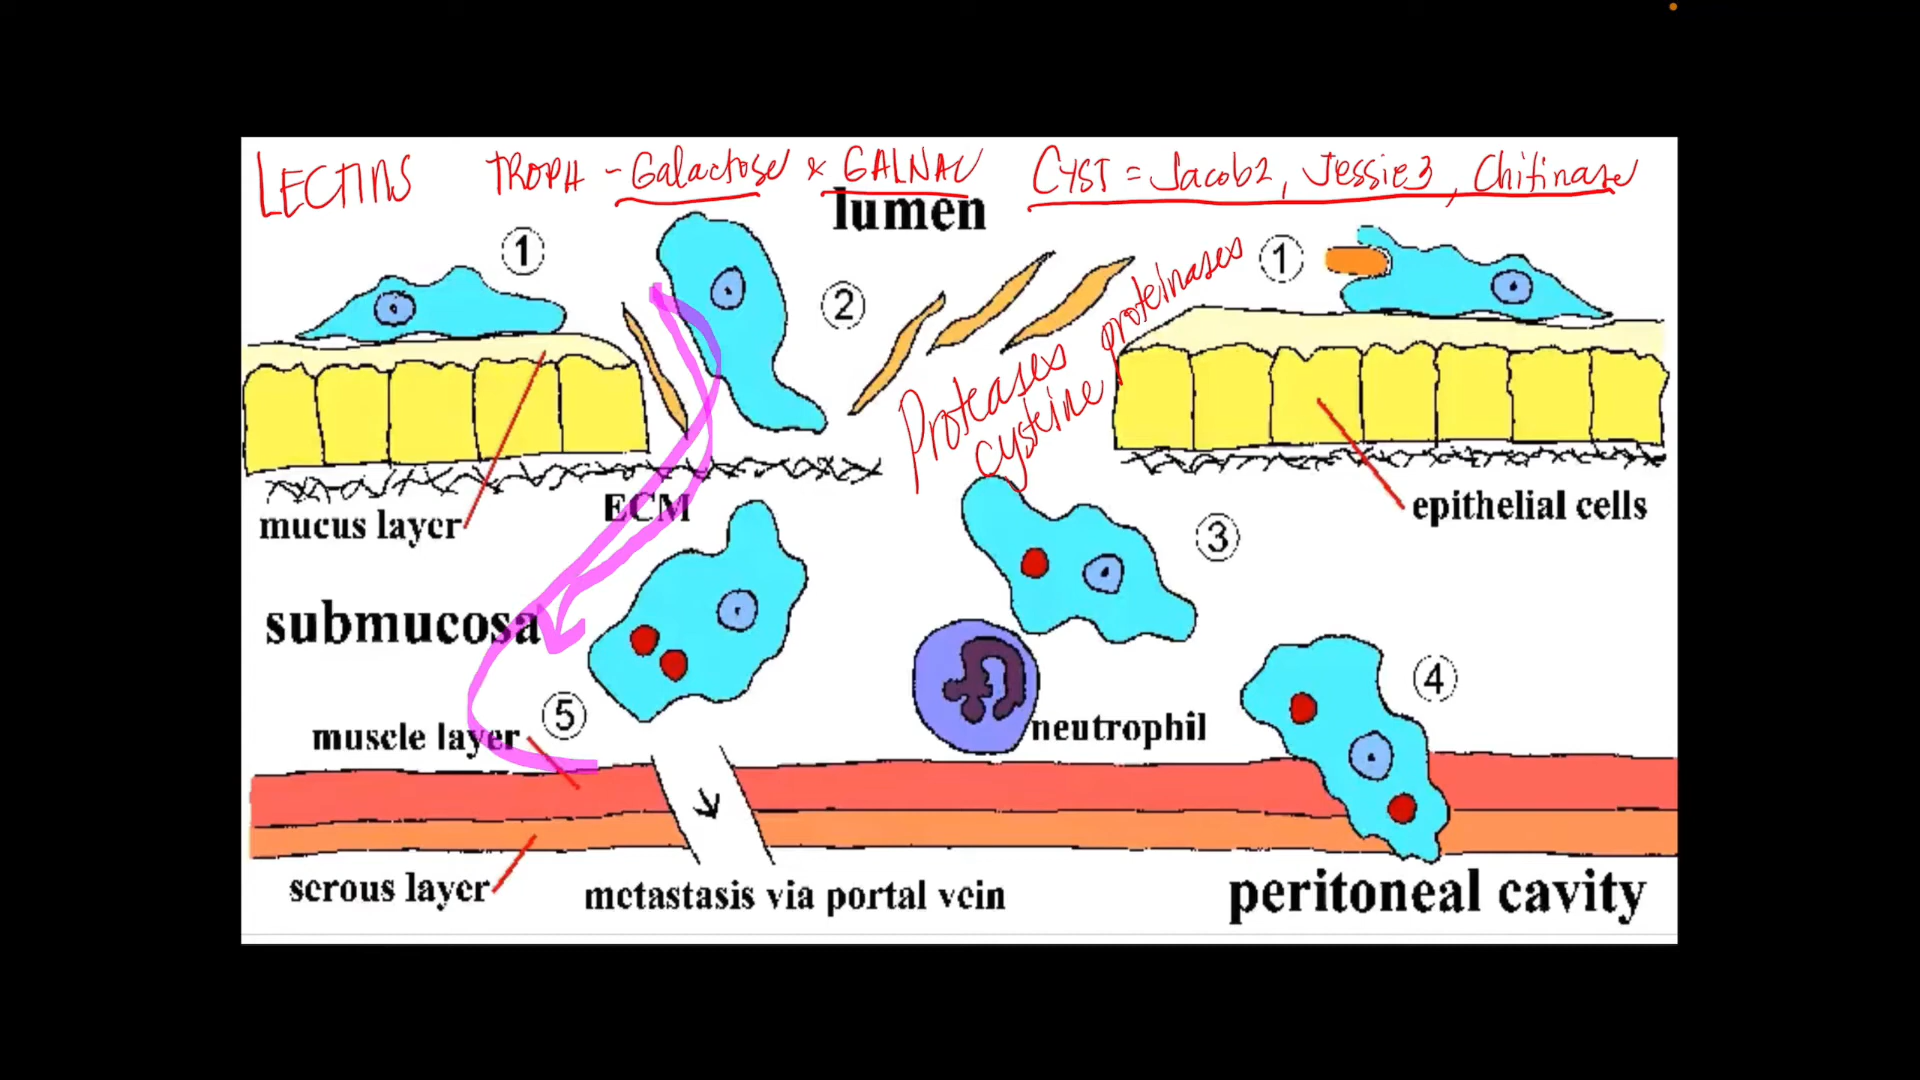 LECTINS TROPH - Galactose & GALNAC CYST = Jacob2, Jessie3, Chitinase
lumen
1
2
1
Proteases
cysteine proteinases
mucus layer
ECM
epithelial cells
3
submucosa
4
5
muscle layer
neutrophil
serous layer
metastasis via portal vein
peritoneal cavity